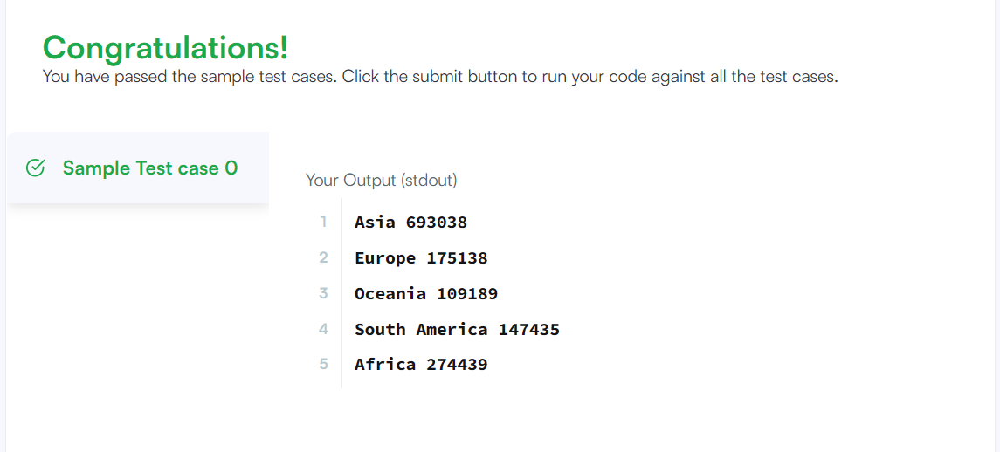 Congratulations!
You have passed the sample test cases. Click the submit button to run your code against all the test cases.
Sample Test case 0
Your Output (stdout)
1 Asia 693038
2 Europe 175138
3 Oceania 109189
4 South America 147435
5 Africa 274439